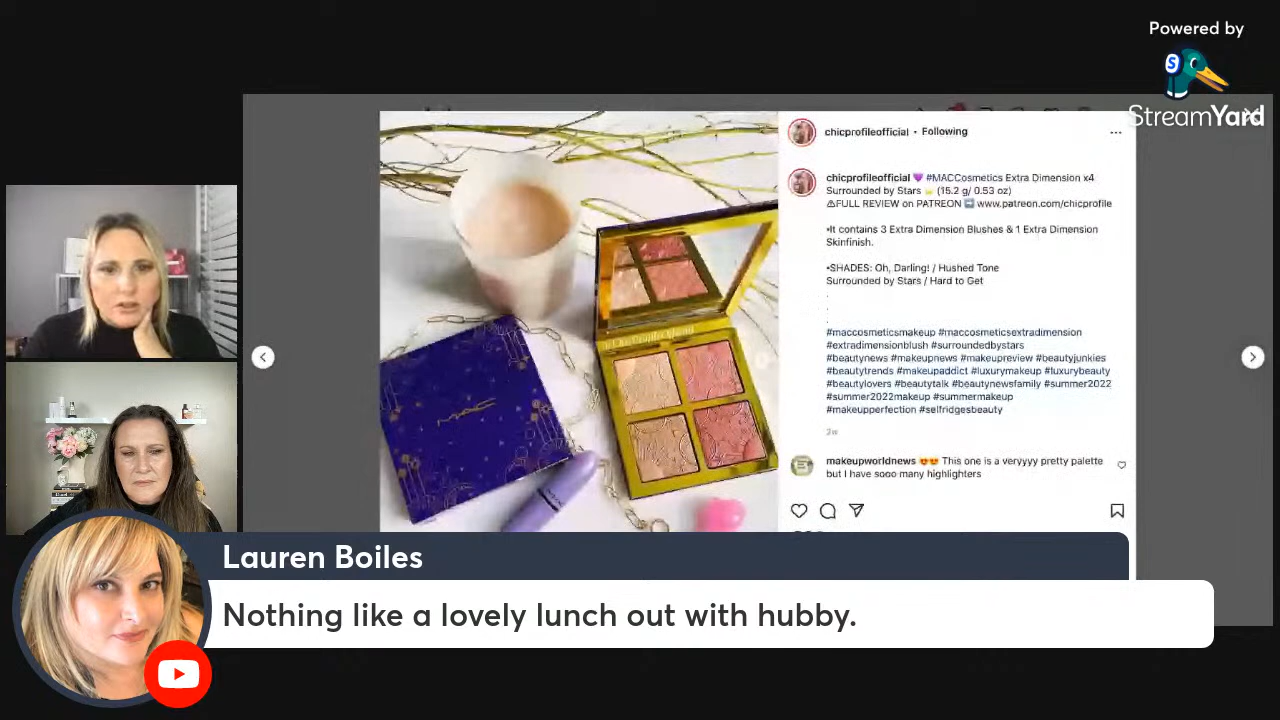 Powered by
StreamYard
chicprofileofficial • Following
chicprofileofficial 💜 #MACCosmetics Extra Dimension x4
Surrounded by Stars ⭐ (15.2 g/ 0.53 oz)
⚠FULL REVIEW on PATREON ➡ www.patreon.com/chicprofile
•It contains 3 Extra Dimension Blushes & 1 Extra Dimension
Skinfinish.
•SHADES: Oh, Darling! / Hushed Tone
Surrounded by Stars / Hard to Get
.
.
.
#maccosmeticsmakeup #maccosmeticsextradimension
#extradimensionblush #surroundedbystars
#beautynews #makeupnews #makeupreview #beautyjunkies
#beautytrends #makeupaddict #luxurymakeup #luxurybeauty
#beautylovers #beautytalk #beautynewsfamily #summer2022
#summer2022makeup #summermakeup
#makeupperfection #selfridgesbeauty
2w
makeupworldnews 😍😍 This one is a veryyyy pretty palette
but I have sooo many highlighters
MAC
Lauren Boiles
Nothing like a lovely lunch out with hubby.